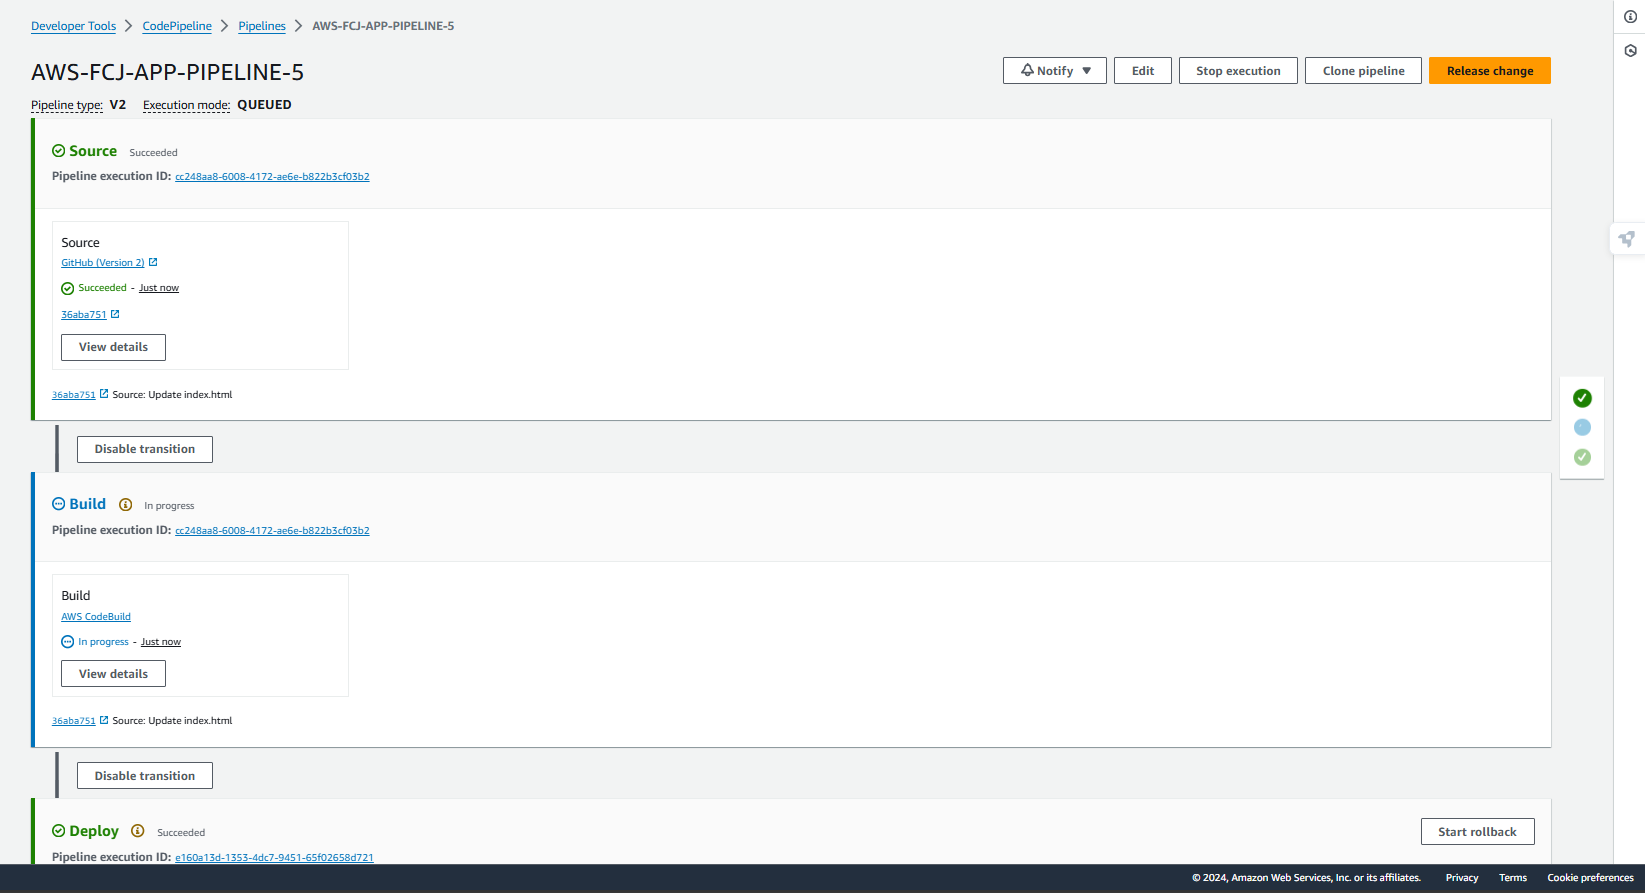 Developer Tools > CodePipeline > Pipelines > AWS-FCJ-APP-PIPELINE-5
AWS-FCJ-APP-PIPELINE-5
Notify ▼ Edit Stop execution Clone pipeline Release change
Pipeline type: V2 Execution mode: QUEUED
Source Succeeded
Pipeline execution ID: cc248aa8-6008-4172-ae6e-b822b3cf03b2
Source
GitHub (Version 2)
Succeeded - Just now
36aba751
View details
36aba751 Source: Update index.html
Disable transition
Build In progress
Pipeline execution ID: cc248aa8-6008-4172-ae6e-b822b3cf03b2
Build
AWS CodeBuild
In progress - Just now
View details
36aba751 Source: Update index.html
Disable transition
Deploy Succeeded
Start rollback
Pipeline execution ID: e160a13d-1353-4dc7-9451-65f02658d721
© 2024, Amazon Web Services, Inc. or its affiliates. Privacy Terms Cookie preferences